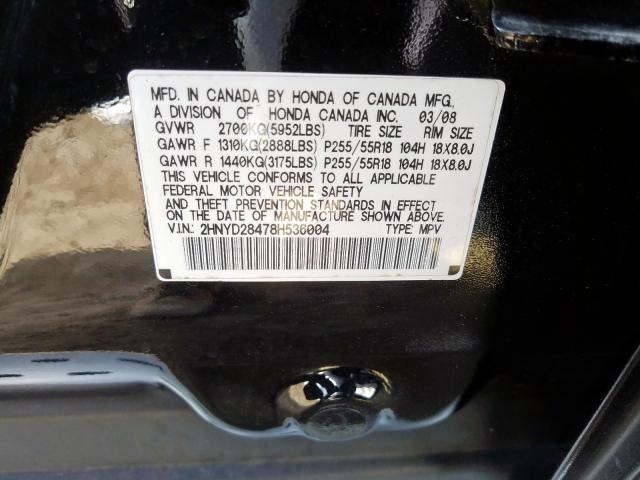 MFD. IN CANADA BY HONDA OF CANADA MFG.,
A DIVISION OF HONDA CANADA INC. 03/08
GVWR 2700KG(5952LBS) TIRE SIZE RIM SIZE
GAWR F 1310KG(2888LBS) P255/55R18 104H 18X8.0J
GAWR R 1440KG(3175LBS) P255/55R18 104H 18X8.0J
THIS VEHICLE CONFORMS TO ALL APPLICABLE
FEDERAL MOTOR VEHICLE SAFETY
AND THEFT PREVENTION STANDARDS IN EFFECT
ON THE DATE OF MANUFACTURE SHOWN ABOVE.
V.I.N.: 2HNYD28478H536004 TYPE: MPV